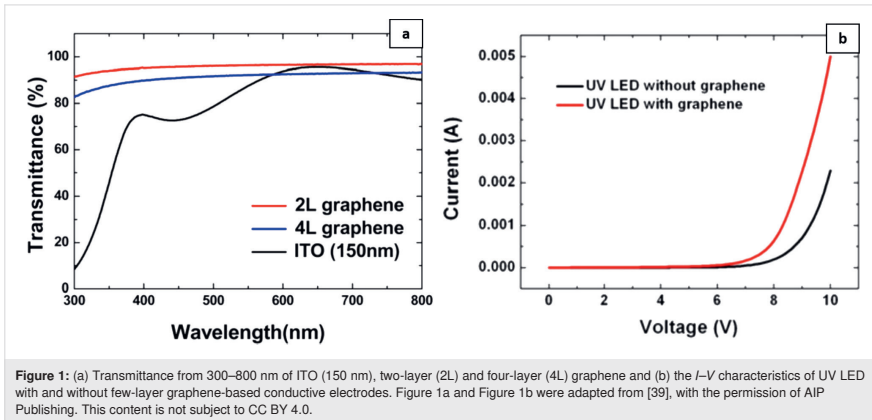 a
100
80
60
40
20
0
Transmittance (%)
2L graphene
4L graphene
ITO (150nm)
300 400 500 600 700 800
Wavelength(nm)
b
0.005
0.004
0.003
0.002
0.001
0.000
Current (A)
UV LED without graphene
UV LED with graphene
0 2 4 6 8 10
Voltage (V)
Figure 1: (a) Transmittance from 300–800 nm of ITO (150 nm), two-layer (2L) and four-layer (4L) graphene and (b) the I–V characteristics of UV LED
with and without few-layer graphene-based conductive electrodes. Figure 1a and Figure 1b were adapted from [39], with the permission of AIP
Publishing. This content is not subject to CC BY 4.0.